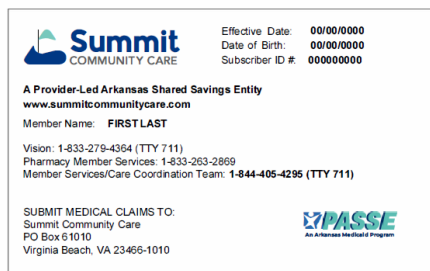 Summit
COMMUNITY CARE
Effective Date: 00/00/0000
Date of Birth: 00/00/0000
Subscriber ID #: 000000000
A Provider-Led Arkansas Shared Savings Entity
www.summitcommunitycare.com
Member Name: FIRST LAST
Vision: 1-833-279-4364 (TTY 711)
Pharmacy Member Services: 1-833-263-2869
Member Services/Care Coordination Team: 1-844-405-4295 (TTY 711)
SUBMIT MEDICAL CLAIMS TO:
Summit Community Care
PO Box 61010
Virginia Beach, VA 23466-1010
PASSE
An Arkansas Medicaid Program